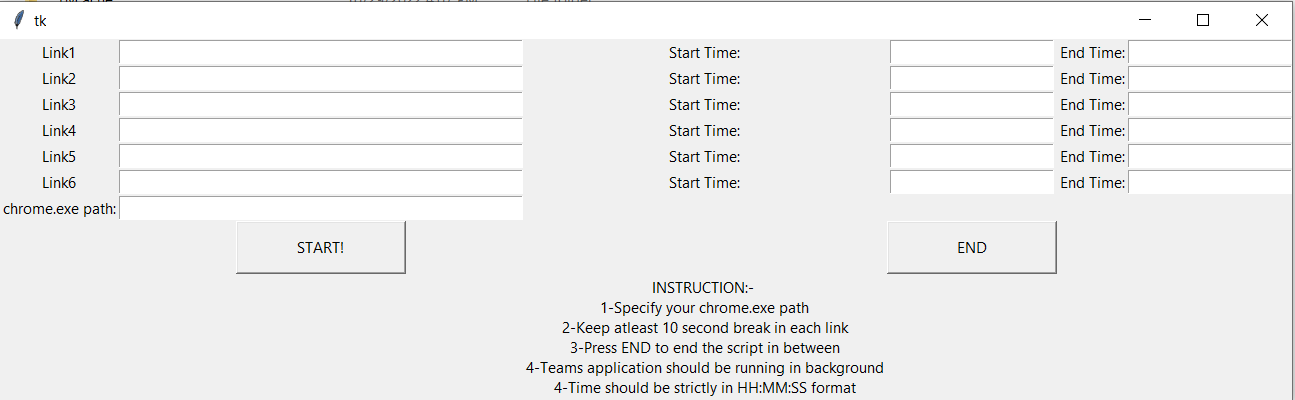 tk
Link1 Start Time: End Time:
Link2 Start Time: End Time:
Link3 Start Time: End Time:
Link4 Start Time: End Time:
Link5 Start Time: End Time:
Link6 Start Time: End Time:
chrome.exe path:
START! END
INSTRUCTION:-
1-Specify your chrome.exe path
2-Keep atleast 10 second break in each link
3-Press END to end the script in between
4-Teams application should be running in background
4-Time should be strictly in HH:MM:SS format